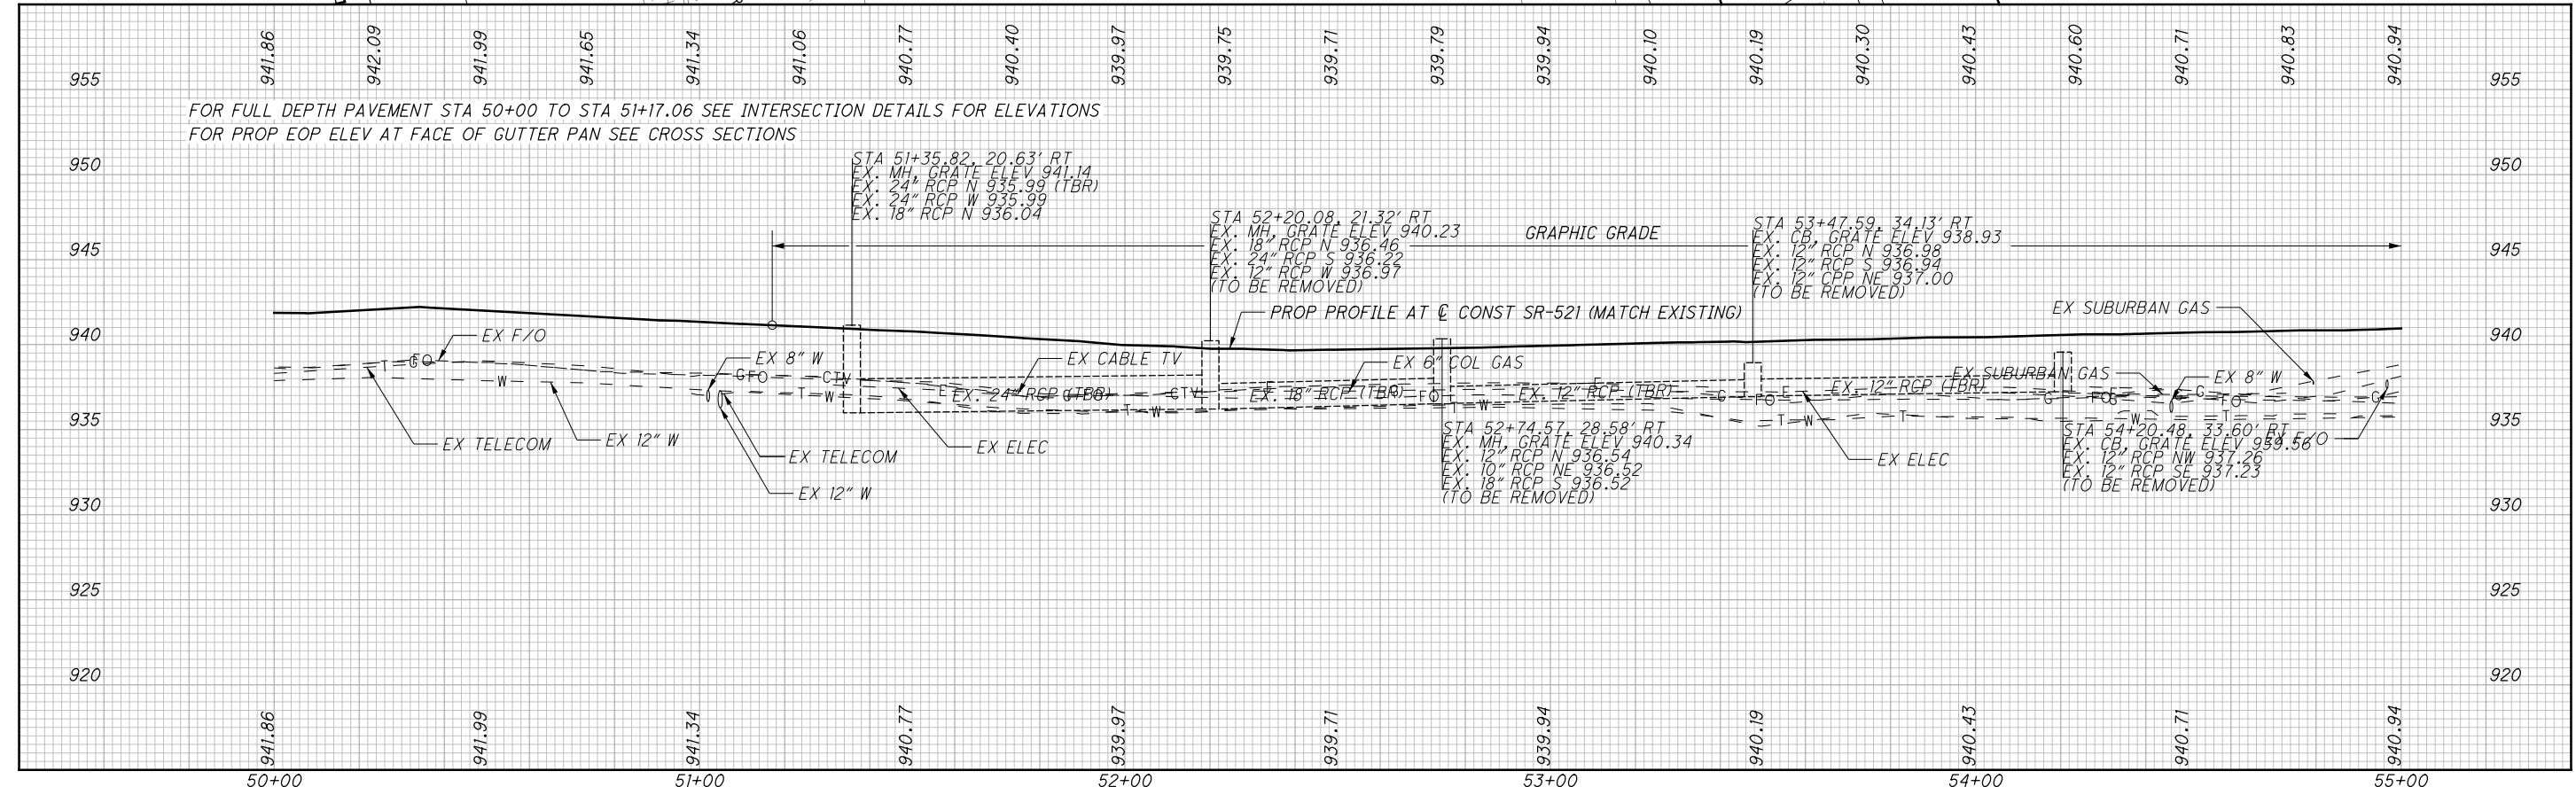 941.86 942.09 941.99 941.65 941.34 941.06 940.77 940.40 939.97 939.75 939.71 939.79 939.94 940.10 940.19 940.30 940.43 940.60 940.71 940.83 940.94
955 955
FOR FULL DEPTH PAVEMENT STA 50+00 TO STA 51+17.06 SEE INTERSECTION DETAILS FOR ELEVATIONS
FOR PROP EOP ELEV AT FACE OF GUTTER PAN SEE CROSS SECTIONS
950 950
STA 51+35.82, 20.63' RT
EX. MH, GRATE ELEV 941.14
EX. 24" RCP N 935.99 (TBR)
EX. 24" RCP W 935.99
EX. 18" RCP N 936.04
STA 52+20.08, 21.32' RT
EX. MH, GRATE ELEV 940.23
EX. 18" RCP N 936.46
EX. 24" RCP S 936.22
EX. 12" RCP W 936.97
(TO BE REMOVED)
GRAPHIC GRADE
STA 53+47.59, 34.13' RT
EX. CB, GRATE ELEV 938.93
EX. 12" RCP N 936.98
EX. 12" RCP S 936.94
EX. 12" CPP NE 937.00
(TO BE REMOVED)
945 945
EX SUBURBAN GAS
PROP PROFILE AT ℄ CONST SR-521 (MATCH EXISTING)
940 940
EX F/O
EX 8" W
EX CABLE TV
EX 6" COL GAS
EX SUBURBAN GAS
EX 8" W
T G FO W G FO CTV T W E G FO CTV T W E G FO W E G FO E T W T G FO G W G FO T G
EX. 24" RCP (TBR)
EX. 18" RCP (TBR)
EX. 12" RCP (TBR)
EX. 12" RCP (TBR)
935 935
EX TELECOM
EX 12" W
EX TELECOM
EX 12" W
EX ELEC
STA 52+74.57, 28.58' RT
EX. MH, GRATE ELEV 940.34
EX. 12" RCP N 936.54
EX. 10" RCP NE 936.52
EX. 18" RCP S 936.52
(TO BE REMOVED)
EX ELEC
STA 54+20.48, 33.60' RT
EX. CB, GRATE ELEV 939.56
EX. 12" RCP NW 937.26
EX. 12" RCP SE 937.23
(TO BE REMOVED)
EX F/O
930 930
925 925
920 920
941.86 941.99 941.34 940.77 939.97 939.71 939.94 940.19 940.43 940.71 940.94
50+00 51+00 52+00 53+00 54+00 55+00